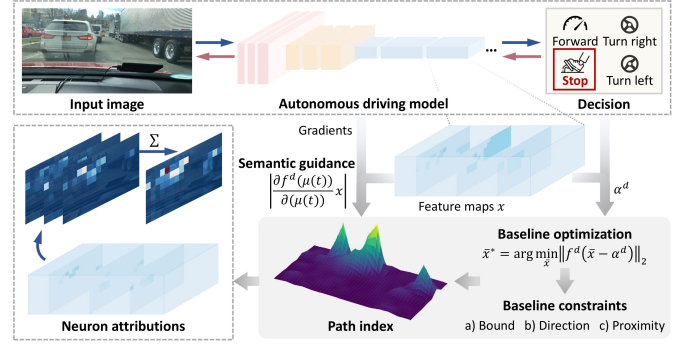 Forward Turn right
Stop Turn left
Input image
Autonomous driving model
...
Decision
Gradients
Σ
Semantic guidance
|∂f^d(μ(t))/∂(μ(t)) x|
Feature maps x
α^d
Baseline optimization
x̄* = arg min_x̄ ‖f^d(x̄ − α^d)‖₂
Baseline constraints
a) Bound b) Direction c) Proximity
Neuron attributions
Path index